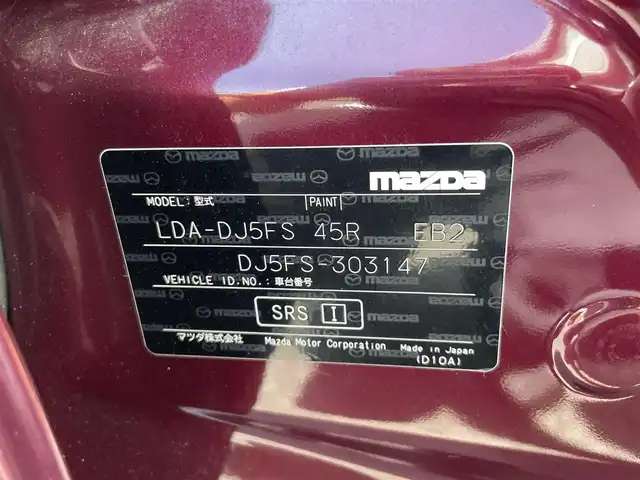 mazda
MODEL:型式 PAINT
LDA-DJ5FS 45R EB2
DJ5FS-303147
VEHICLE ID.NO.:車台番号
SRS I
マツダ株式会社 Mazda Motor Corporation Made in Japan
(D10A)